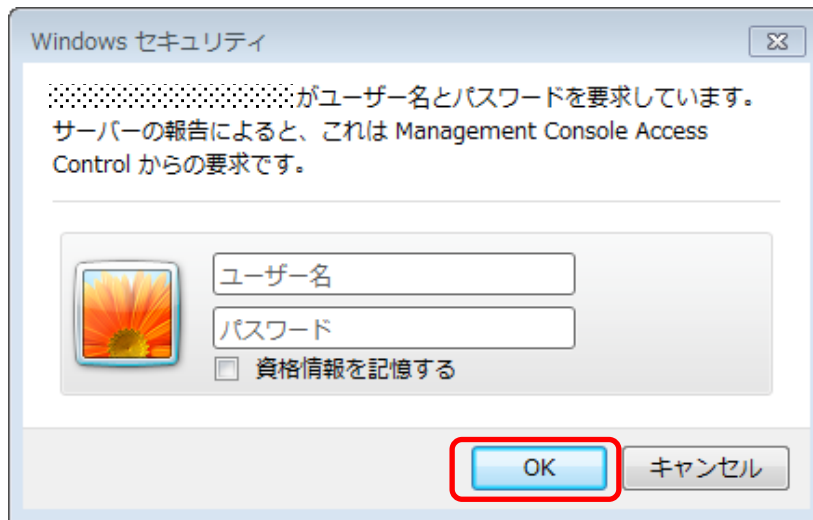 Windows セキュリティ
がユーザー名とパスワードを要求しています。
サーバーの報告によると、これは Management Console Access
Control からの要求です。
ユーザー名
パスワード
資格情報を記憶する
OK キャンセル